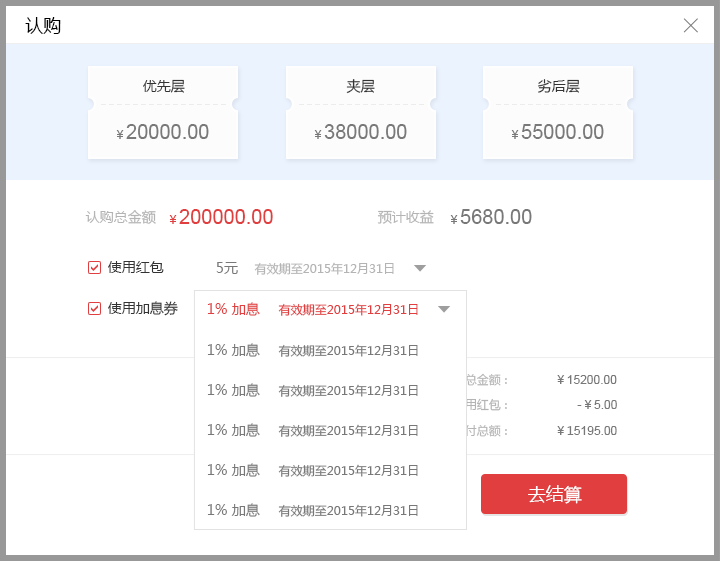 认购
优先层 夹层 劣后层
¥20000.00 ¥38000.00 ¥55000.00
认购总金额 ¥200000.00 预计收益 ¥5680.00
使用红包 5元 有效期至2015年12月31日
使用加息券 1% 加息 有效期至2015年12月31日
1% 加息 有效期至2015年12月31日
总金额： ¥15200.00
1% 加息 有效期至2015年12月31日
用红包： -¥5.00
1% 加息 有效期至2015年12月31日
付总额： ¥15195.00
1% 加息 有效期至2015年12月31日
去结算
1% 加息 有效期至2015年12月31日